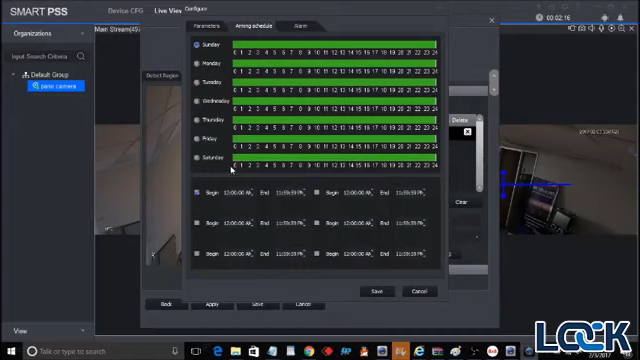 SMART PSS
Device CFG
Live View
Configure
02:02:16
Organizations
Main Stream(49
Parameters
Arming schedule
Alarm
Input Search Criteria
Default Group
pano camera
Detect Region
Sunday
0 1 2 3 4 5 6 7 8 9 10 11 12 13 14 15 16 17 18 19 20 21 22 23 24
Monday
0 1 2 3 4 5 6 7 8 9 10 11 12 13 14 15 16 17 18 19 20 21 22 23 24
Tuesday
0 1 2 3 4 5 6 7 8 9 10 11 12 13 14 15 16 17 18 19 20 21 22 23 24
Wednesday
0 1 2 3 4 5 6 7 8 9 10 11 12 13 14 15 16 17 18 19 20 21 22 23 24
Thursday
0 1 2 3 4 5 6 7 8 9 10 11 12 13 14 15 16 17 18 19 20 21 22 23 24
Friday
0 1 2 3 4 5 6 7 8 9 10 11 12 13 14 15 16 17 18 19 20 21 22 23 24
Saturday
0 1 2 3 4 5 6 7 8 9 10 11 12 13 14 15 16 17 18 19 20 21 22 23 24
Delete
Clear
Begin 12:00:00 AM End 11:59:59 PM Begin 12:00:00 AM End 11:59:59 PM
Begin 12:00:00 AM End 11:59:59 PM Begin 12:00:00 AM End 11:59:59 PM
Begin 12:00:00 AM End 11:59:59 PM Begin 12:00:00 AM End 11:59:59 PM
Save
Cancel
Back
Apply
Save
Cancel
View
I'm Cortana. Ask me anything.